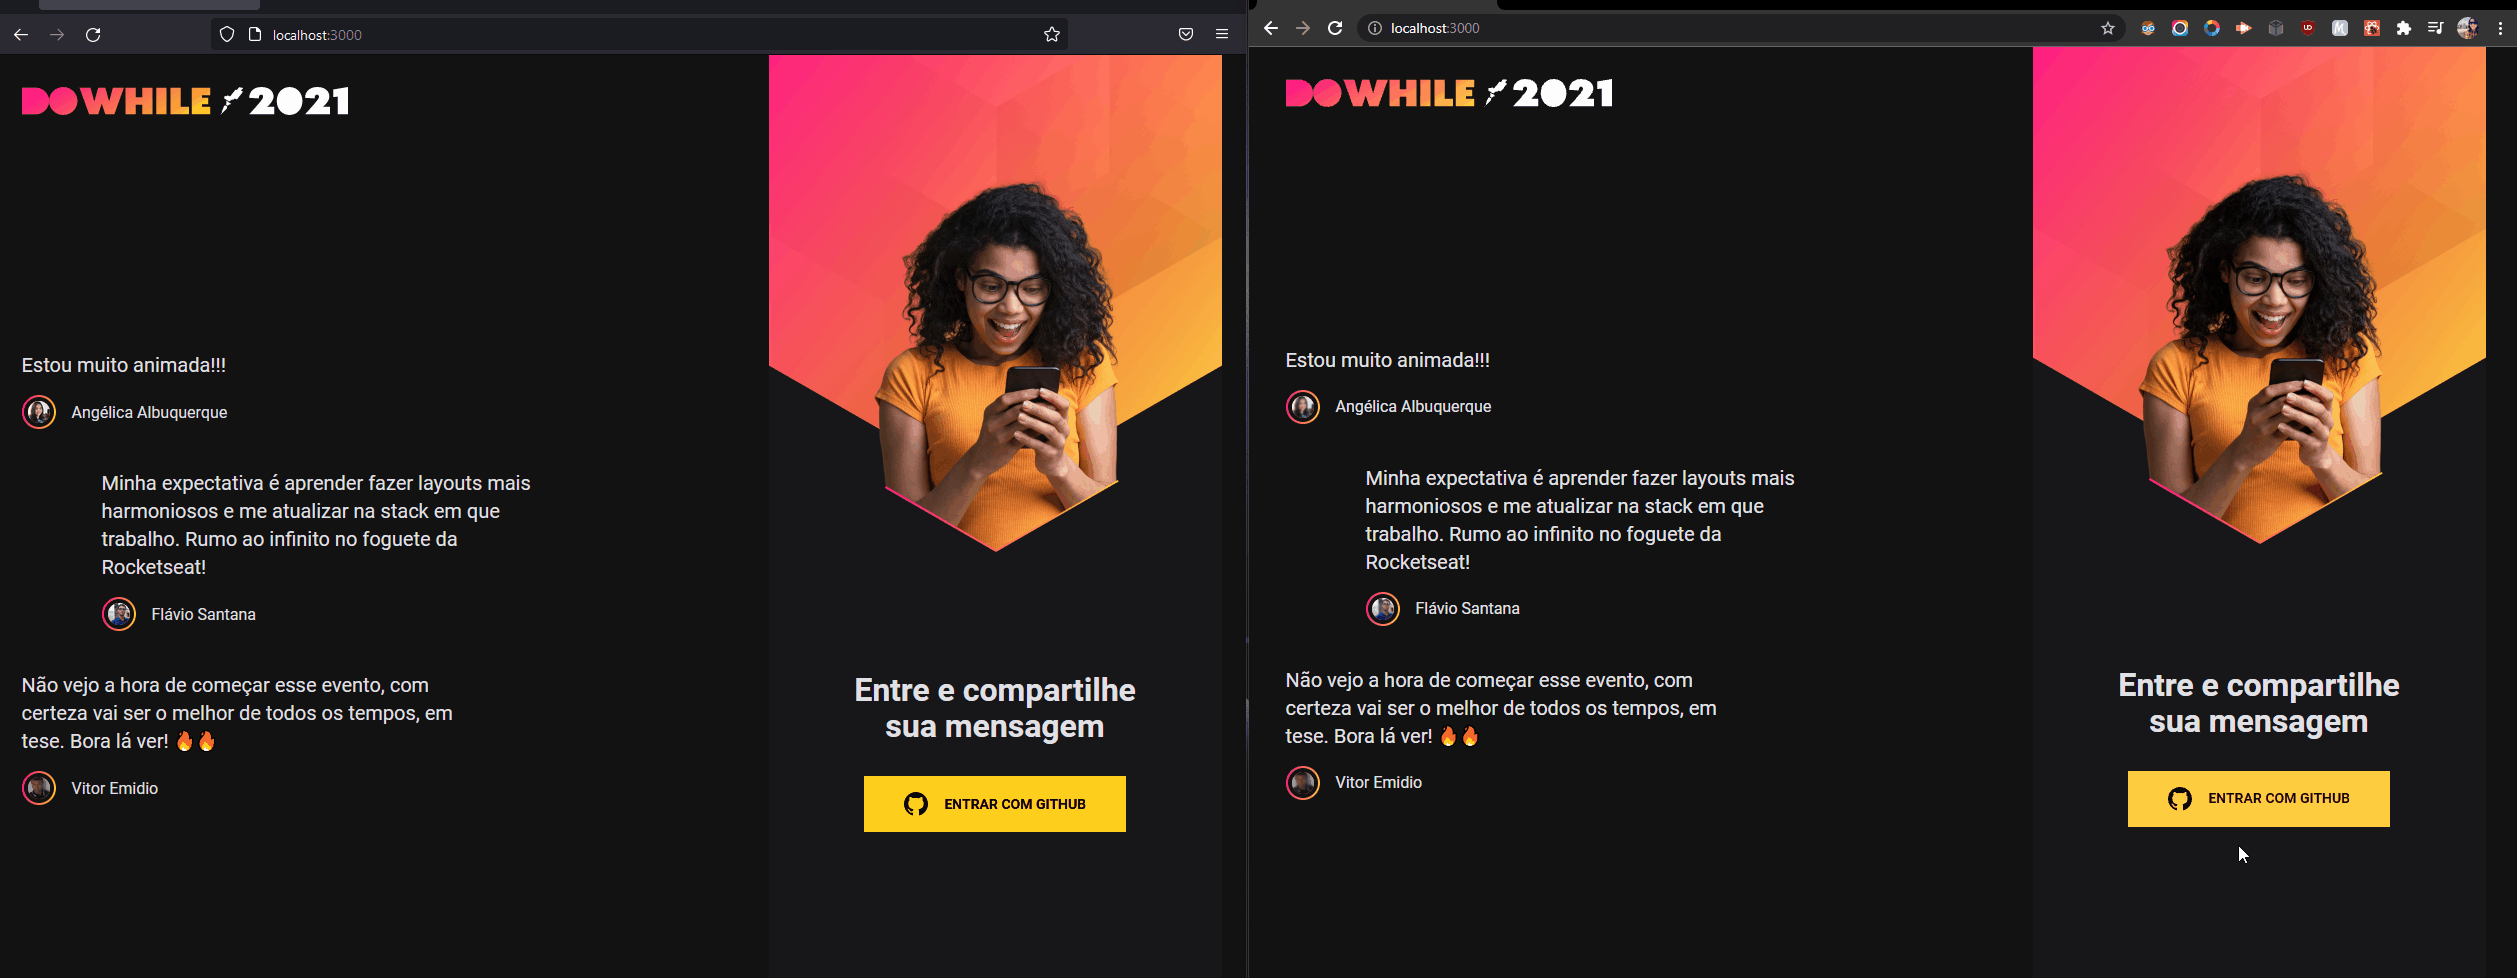 localhost:3000
DOWHILE 2021
Estou muito animada!!!
Angélica Albuquerque
Minha expectativa é aprender fazer layouts mais
harmoniosos e me atualizar na stack em que
trabalho. Rumo ao infinito no foguete da
Rocketseat!
Flávio Santana
Não vejo a hora de começar esse evento, com
certeza vai ser o melhor de todos os tempos, em
tese. Bora lá ver! 🔥🔥
Vitor Emidio
Entre e compartilhe
sua mensagem
ENTRAR COM GITHUB
localhost:3000
DOWHILE 2021
Estou muito animada!!!
Angélica Albuquerque
Minha expectativa é aprender fazer layouts mais
harmoniosos e me atualizar na stack em que
trabalho. Rumo ao infinito no foguete da
Rocketseat!
Flávio Santana
Não vejo a hora de começar esse evento, com
certeza vai ser o melhor de todos os tempos, em
tese. Bora lá ver! 🔥🔥
Vitor Emidio
Entre e compartilhe
sua mensagem
ENTRAR COM GITHUB